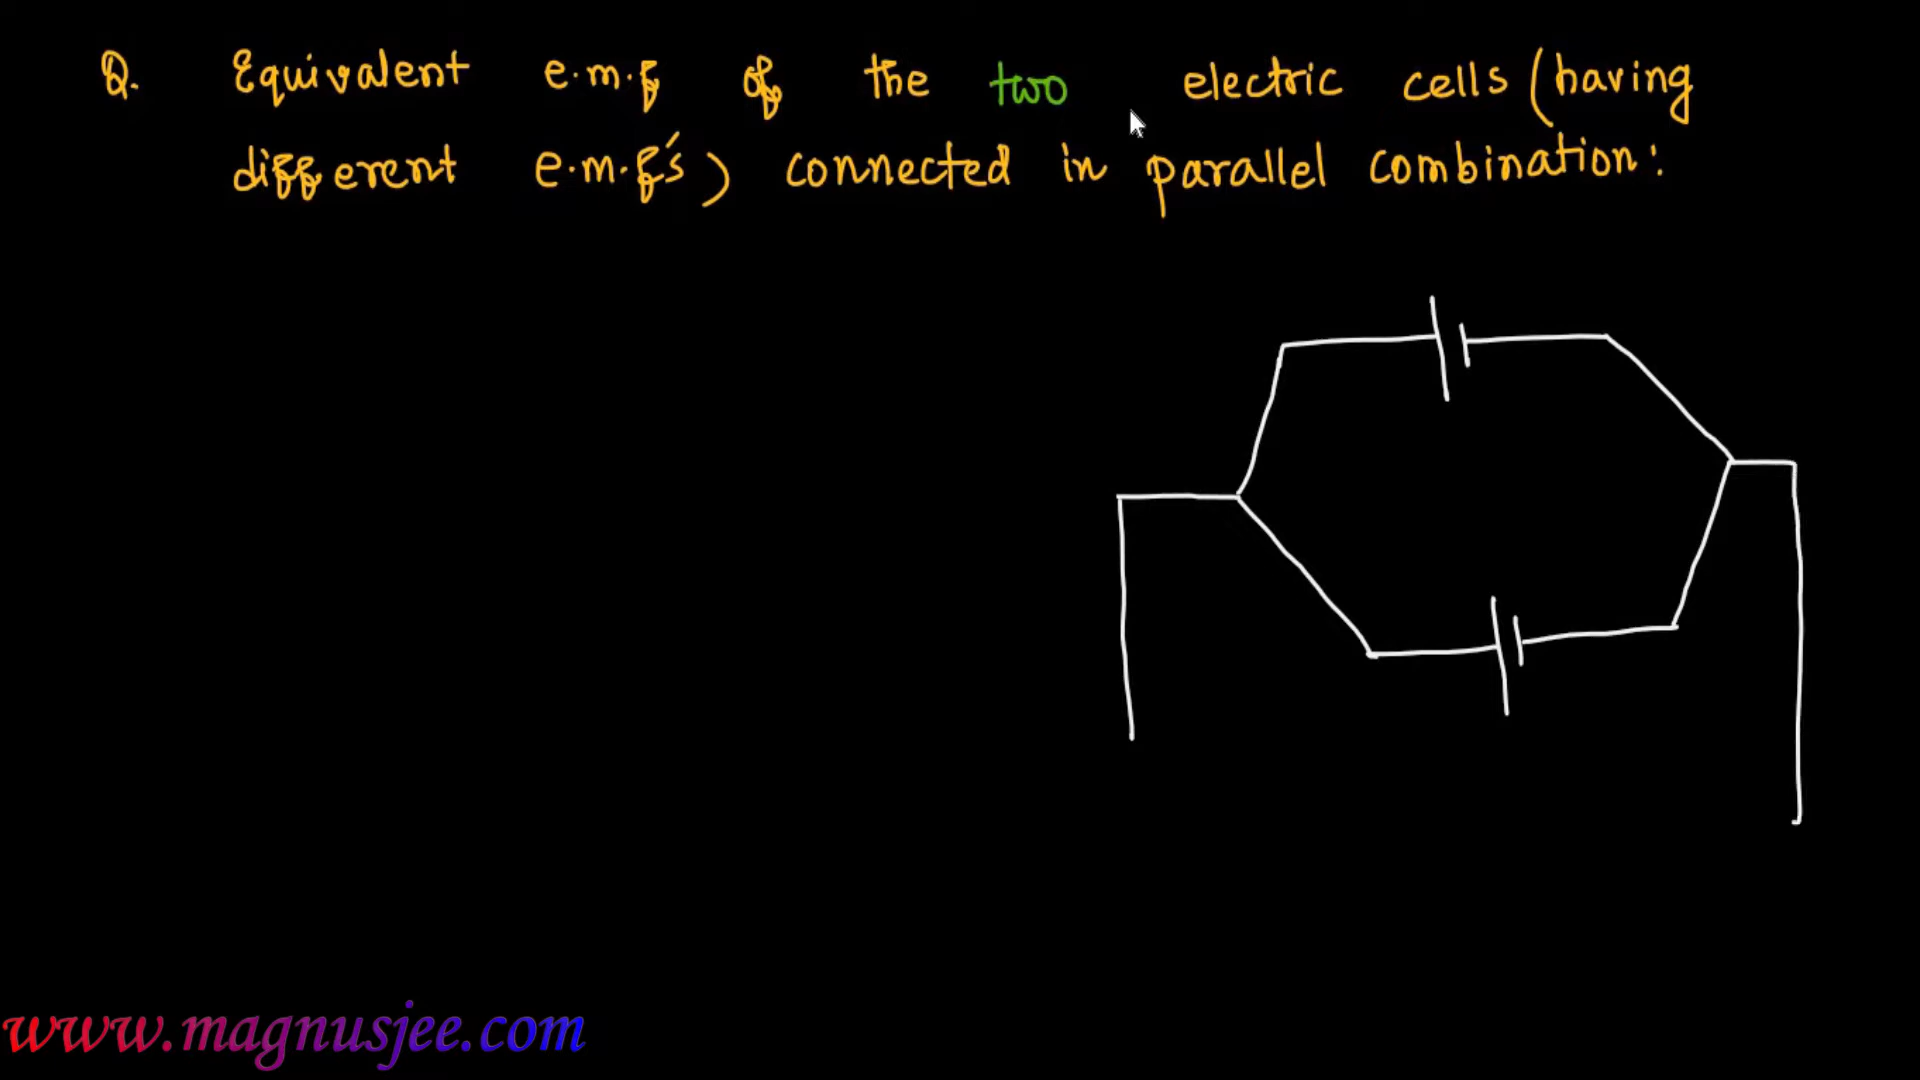 Q. Equivalent e.m.f of the two electric cells (having
different e.m.f's) connected in parallel combination:
www.magnusjee.com